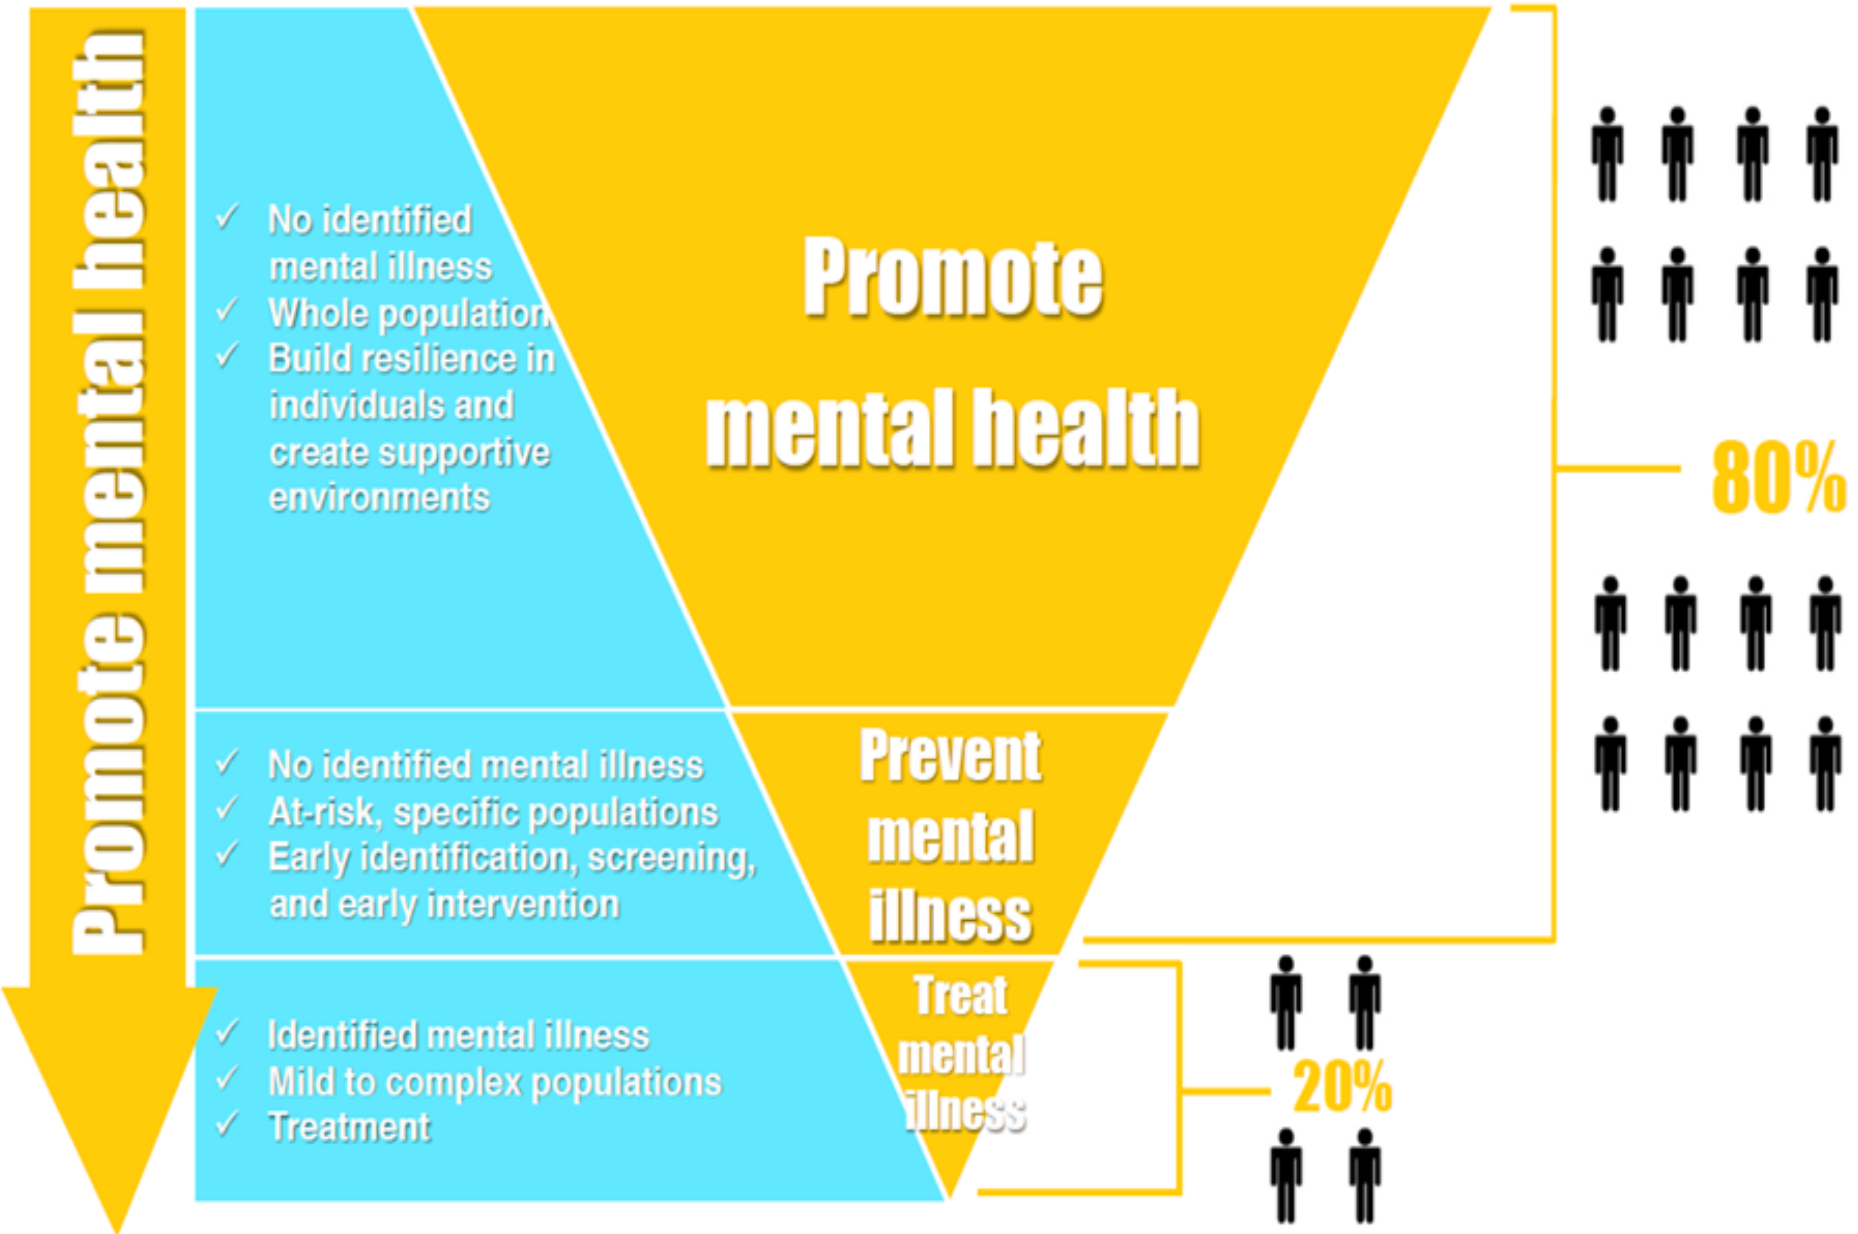 Promote mental health
✓ No identified
mental illness
✓ Whole population
✓ Build resilience in
individuals and
create supportive
environments
Promote
mental health
80%
✓ No identified mental illness
✓ At-risk, specific populations
✓ Early identification, screening,
and early intervention
Prevent
mental
illness
✓ Identified mental illness
✓ Mild to complex populations
✓ Treatment
Treat
mental
illness
20%